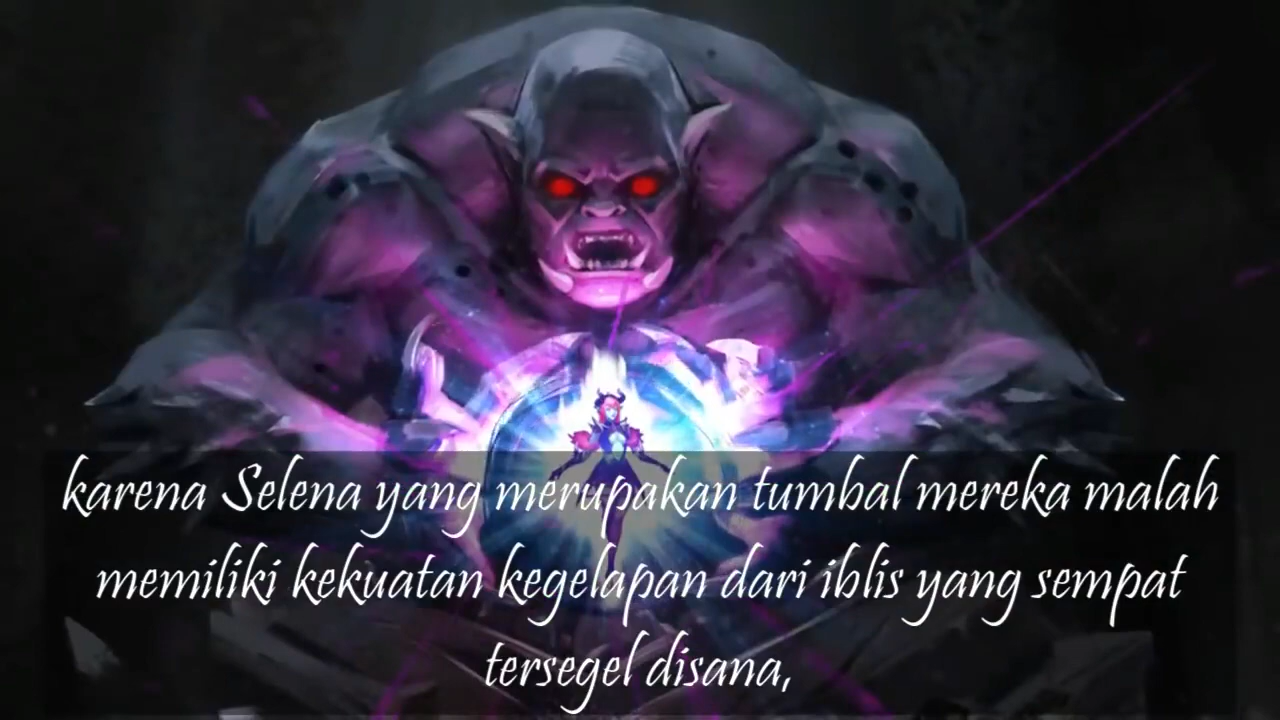 karena Selena yang merupakan tumbal mereka malah
memiliki kekuatan kegelapan dari iblis yang sempat
tersegel disana,